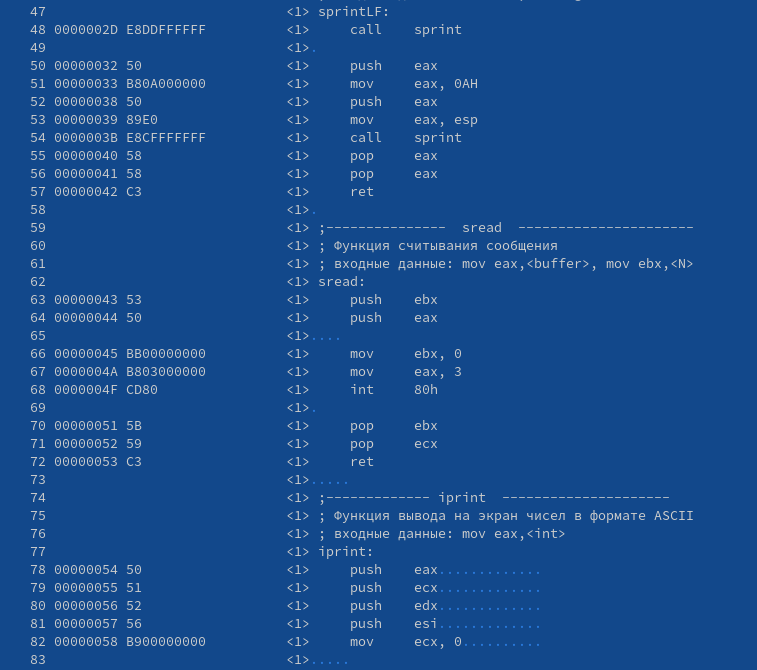 47                              <1> sprintLF:
48 0000002D E8DDFFFFFF          <1>     call    sprint
49                              <1>.
50 00000032 50                  <1>     push    eax
51 00000033 B80A000000          <1>     mov     eax, 0AH
52 00000038 50                  <1>     push    eax
53 00000039 89E0                <1>     mov     eax, esp
54 0000003B E8CFFFFFFF          <1>     call    sprint
55 00000040 58                  <1>     pop     eax
56 00000041 58                  <1>     pop     eax
57 00000042 C3                  <1>     ret
58                              <1>.
59                              <1> ;---------------  sread  ----------------------
60                              <1> ; Функция считывания сообщения
61                              <1> ; входные данные: mov eax,<buffer>, mov ebx,<N>
62                              <1> sread:
63 00000043 53                  <1>     push    ebx
64 00000044 50                  <1>     push    eax
65                              <1>....
66 00000045 BB00000000          <1>     mov     ebx, 0
67 0000004A B803000000          <1>     mov     eax, 3
68 0000004F CD80                <1>     int     80h
69                              <1>.
70 00000051 5B                  <1>     pop     ebx
71 00000052 59                  <1>     pop     ecx
72 00000053 C3                  <1>     ret
73                              <1>.....
74                              <1> ;------------- iprint  ---------------------
75                              <1> ; Функция вывода на экран чисел в формате ASCII
76                              <1> ; входные данные: mov eax,<int>
77                              <1> iprint:
78 00000054 50                  <1>     push    eax.............
79 00000055 51                  <1>     push    ecx.............
80 00000056 52                  <1>     push    edx.............
81 00000057 56                  <1>     push    esi.............
82 00000058 B900000000          <1>     mov     ecx, 0..........
83                              <1>.....